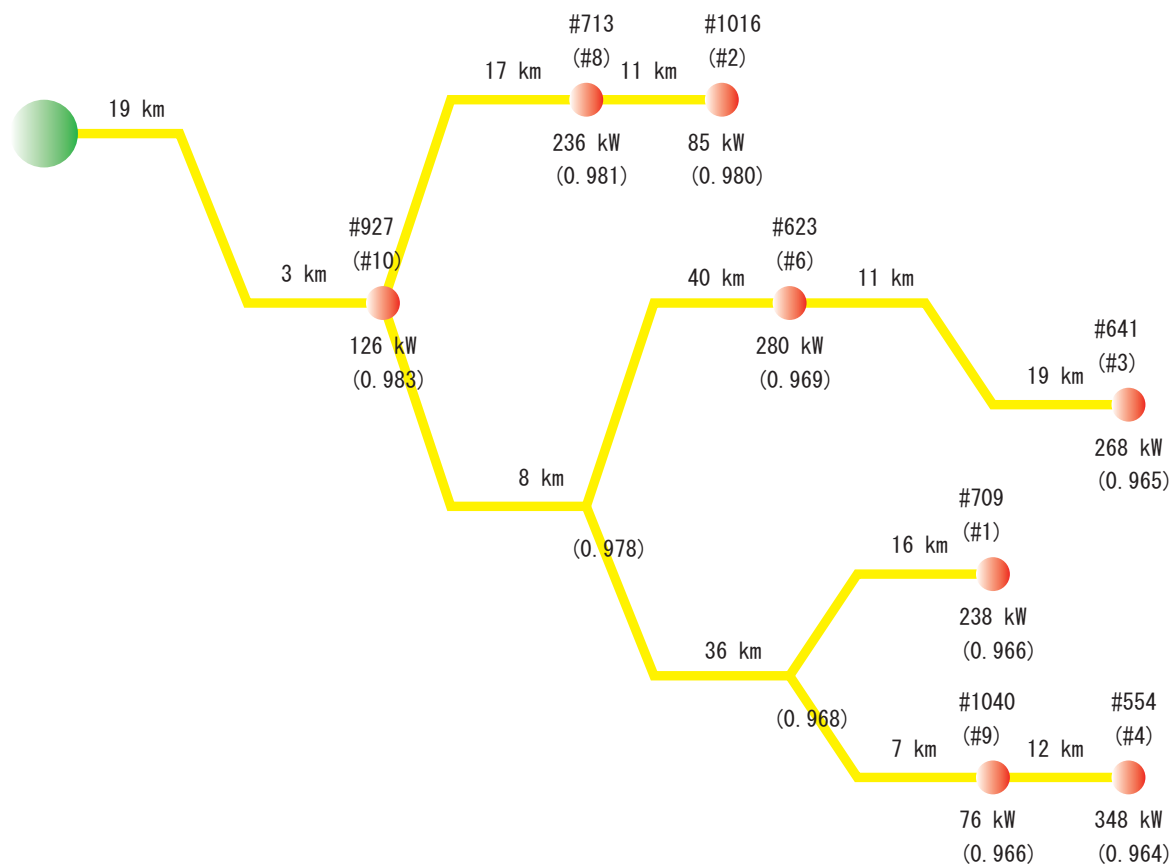 #713
(#8)
#1016
(#2)
17 km
11 km
19 km
236 kW
(0.981)
85 kW
(0.980)
#927
(#10)
3 km
126 kW
(0.983)
#623
(#6)
40 km
11 km
280 kW
(0.969)
#641
(#3)
19 km
268 kW
(0.965)
8 km
(0.978)
#709
(#1)
16 km
238 kW
(0.966)
36 km
(0.968)
#1040
(#9)
#554
(#4)
7 km
12 km
76 kW
(0.966)
348 kW
(0.964)